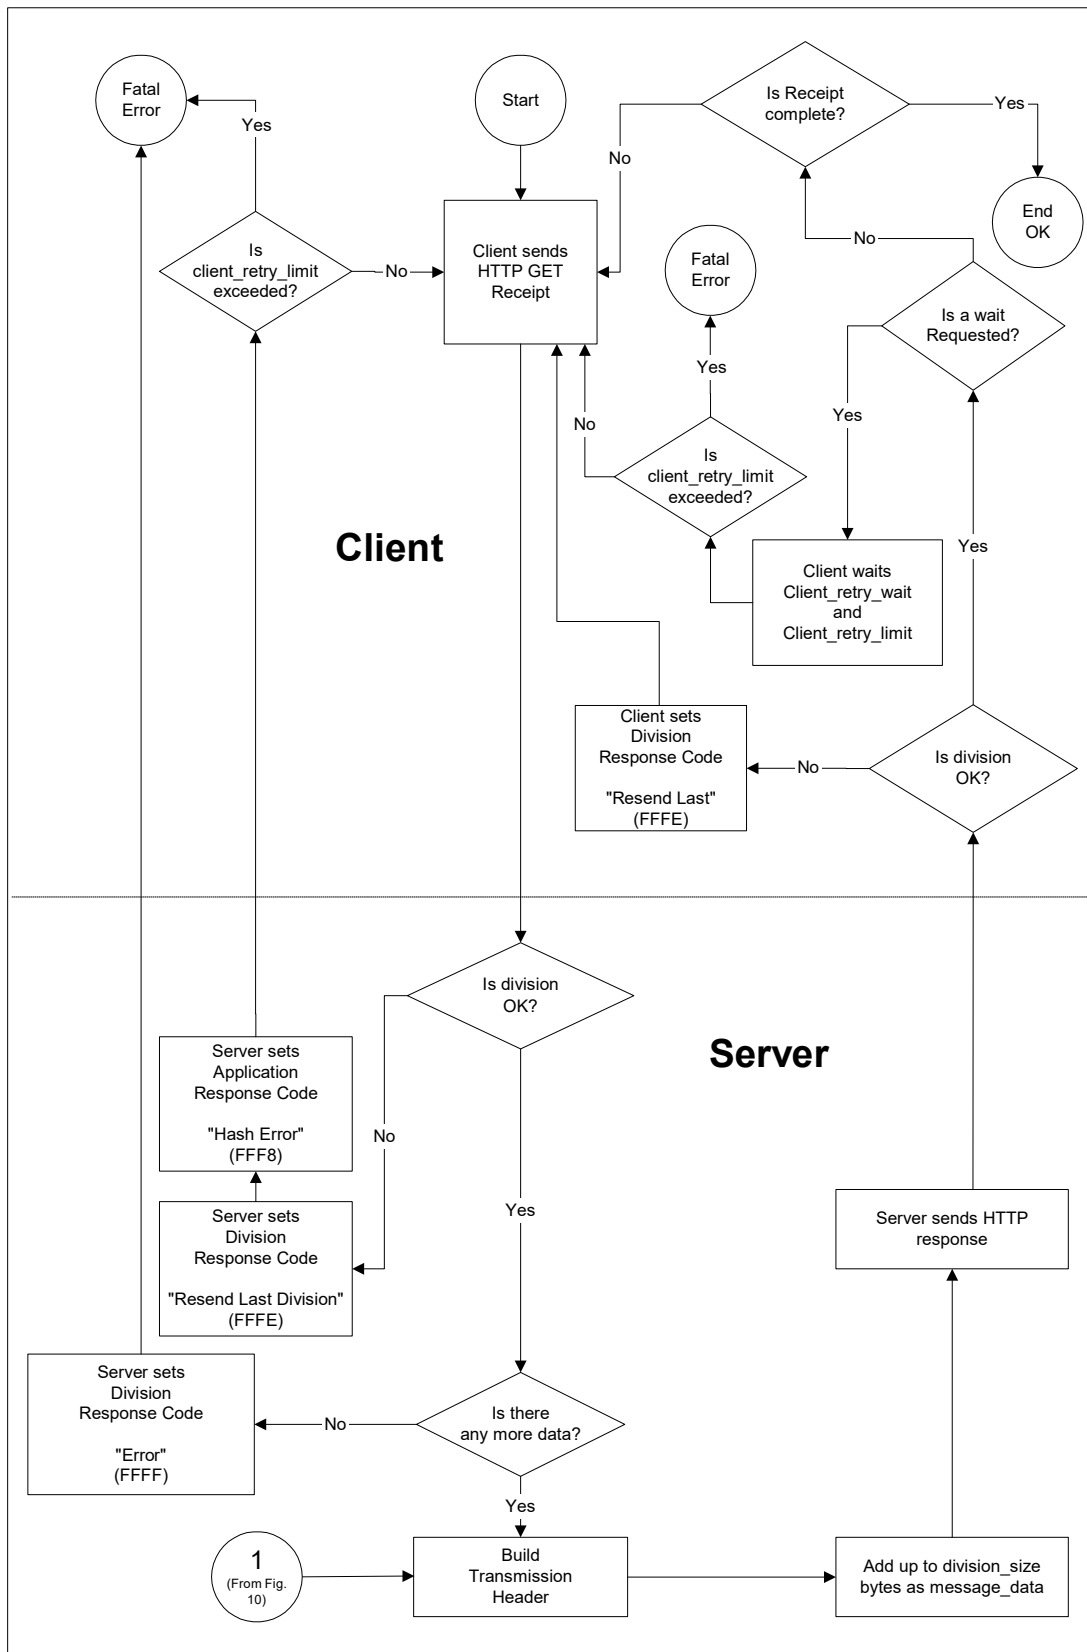 Fatal
Error
Start
Is Receipt
complete?
Yes
Yes
No
End
OK
Is
client_retry_limit
exceeded?
No
Client sends
HTTP GET
Receipt
Fatal
Error
No
Is a wait
Requested?
Yes
Yes
No
Is
client_retry_limit
exceeded?
Client
Yes
Client waits
Client_retry_wait
and
Client_retry_limit
Client sets
Division
Response Code
"Resend Last"
(FFFE)
No
Is division
OK?
Is division
OK?
Server
Server sets
Application
Response Code
"Hash Error"
(FFF8)
No
Yes
Server sets
Division
Response Code
"Resend Last Division"
(FFFE)
Server sends HTTP
response
Server sets
Division
Response Code
"Error"
(FFFF)
No
Is there
any more data?
Yes
1
(From Fig.
10)
Build
Transmission
Header
Add up to division_size
bytes as message_data